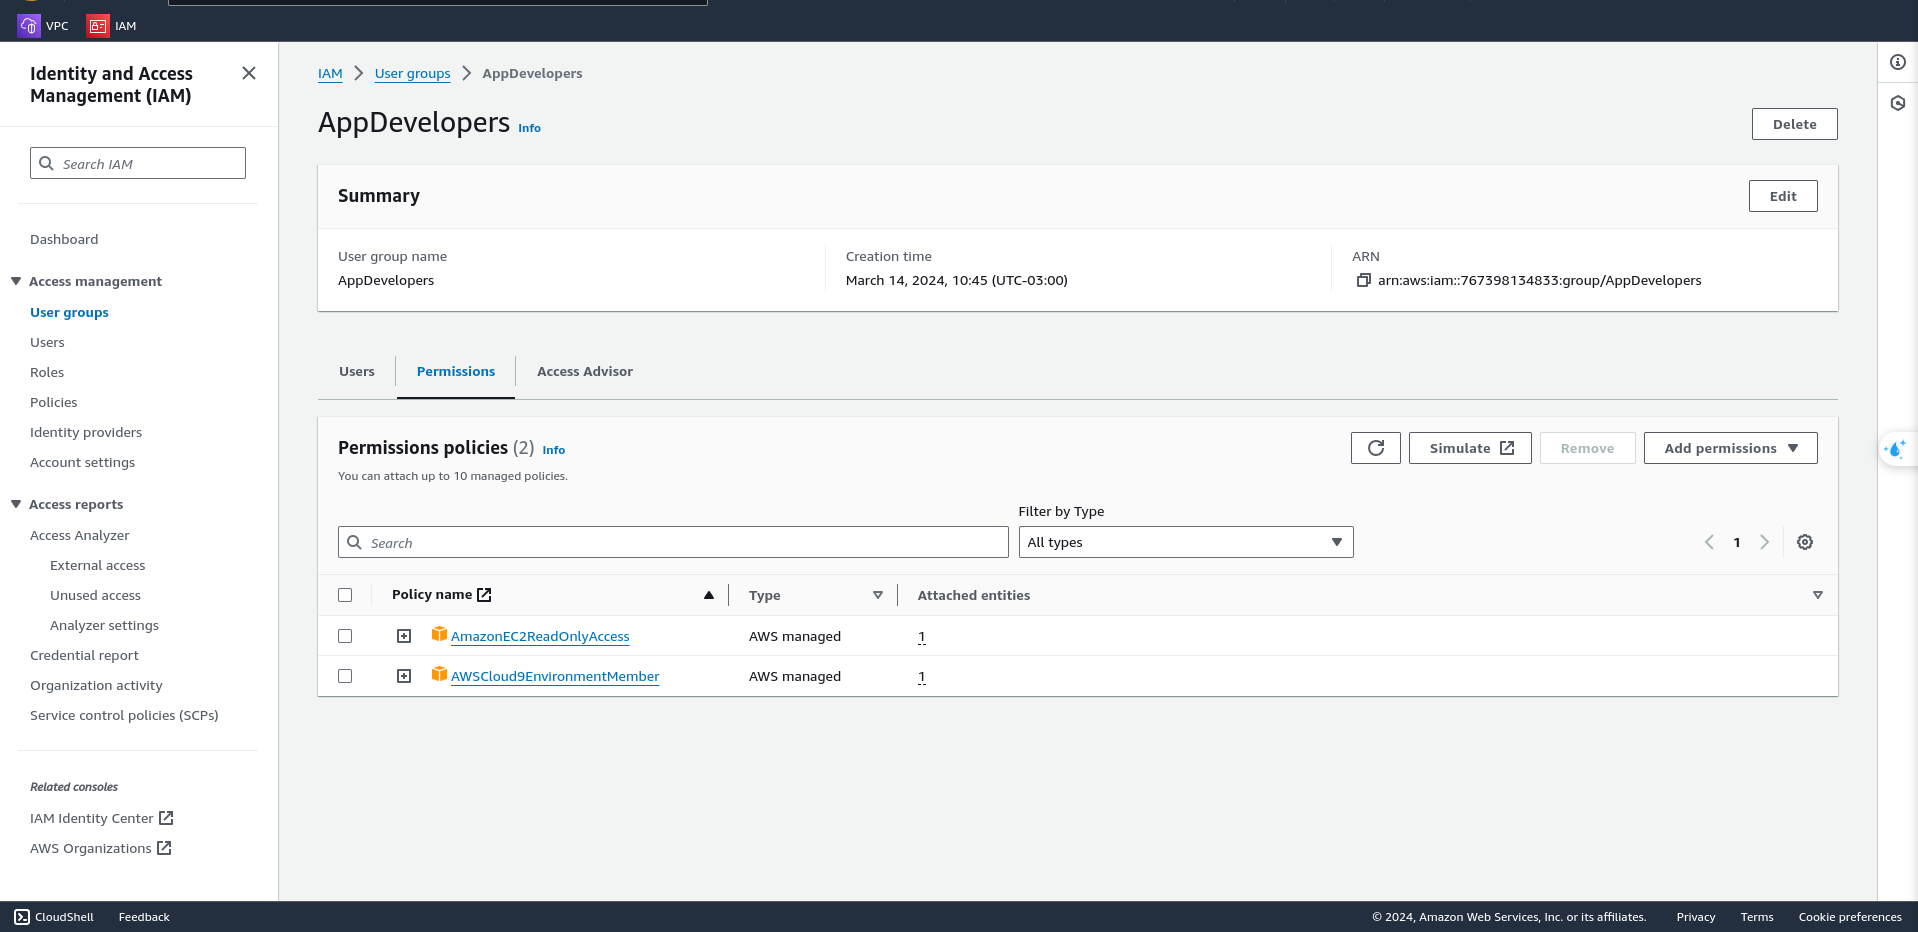 VPC IAM
Identity and Access
Management (IAM)
Search IAM
Dashboard
Access management
User groups
Users
Roles
Policies
Identity providers
Account settings
Access reports
Access Analyzer
External access
Unused access
Analyzer settings
Credential report
Organization activity
Service control policies (SCPs)
Related consoles
IAM Identity Center
AWS Organizations
IAM User groups AppDevelopers
AppDevelopers Info
Delete
Summary
Edit
User group name
AppDevelopers
Creation time
March 14, 2024, 10:45 (UTC-03:00)
ARN
arn:aws:iam::767398134833:group/AppDevelopers
Users Permissions Access Advisor
Permissions policies (2) Info
You can attach up to 10 managed policies.
Simulate Remove Add permissions
Filter by Type
Search All types 1
Policy name Type Attached entities
AmazonEC2ReadOnlyAccess AWS managed 1
AWSCloud9EnvironmentMember AWS managed 1
CloudShell Feedback © 2024, Amazon Web Services, Inc. or its affiliates. Privacy Terms Cookie preferences